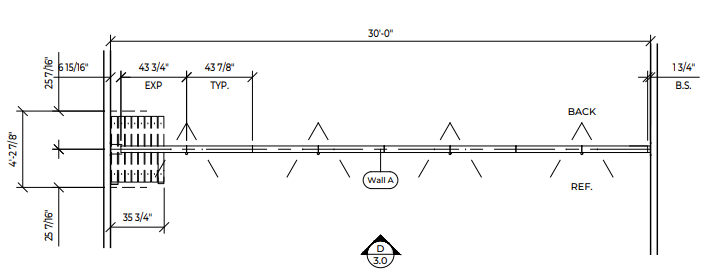 30'-0"
6 15/16"
43 3/4"
43 7/8"
1 3/4"
EXP
TYP.
B.S.
25 7/16"
BACK
4'-2 7/8"
Wall A
REF.
35 3/4"
25 7/16"
D
3.0